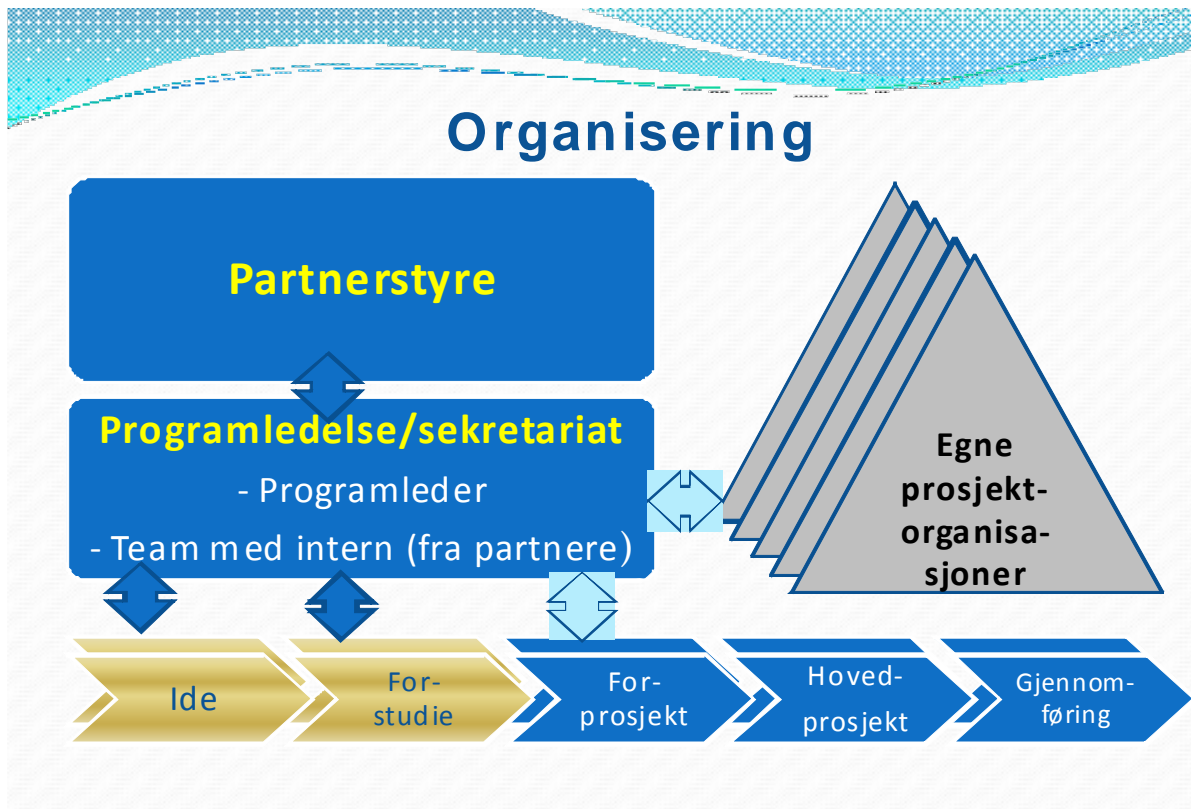 Organisering
Partnerstyre
Programledelse/sekretariat
- Programleder
- Team med intern (fra partnere)
Egne
prosjekt-
organisa-
sjoner
Ide
For-
studie
For-
prosjekt
Hoved-
prosjekt
Gjennom-
føring